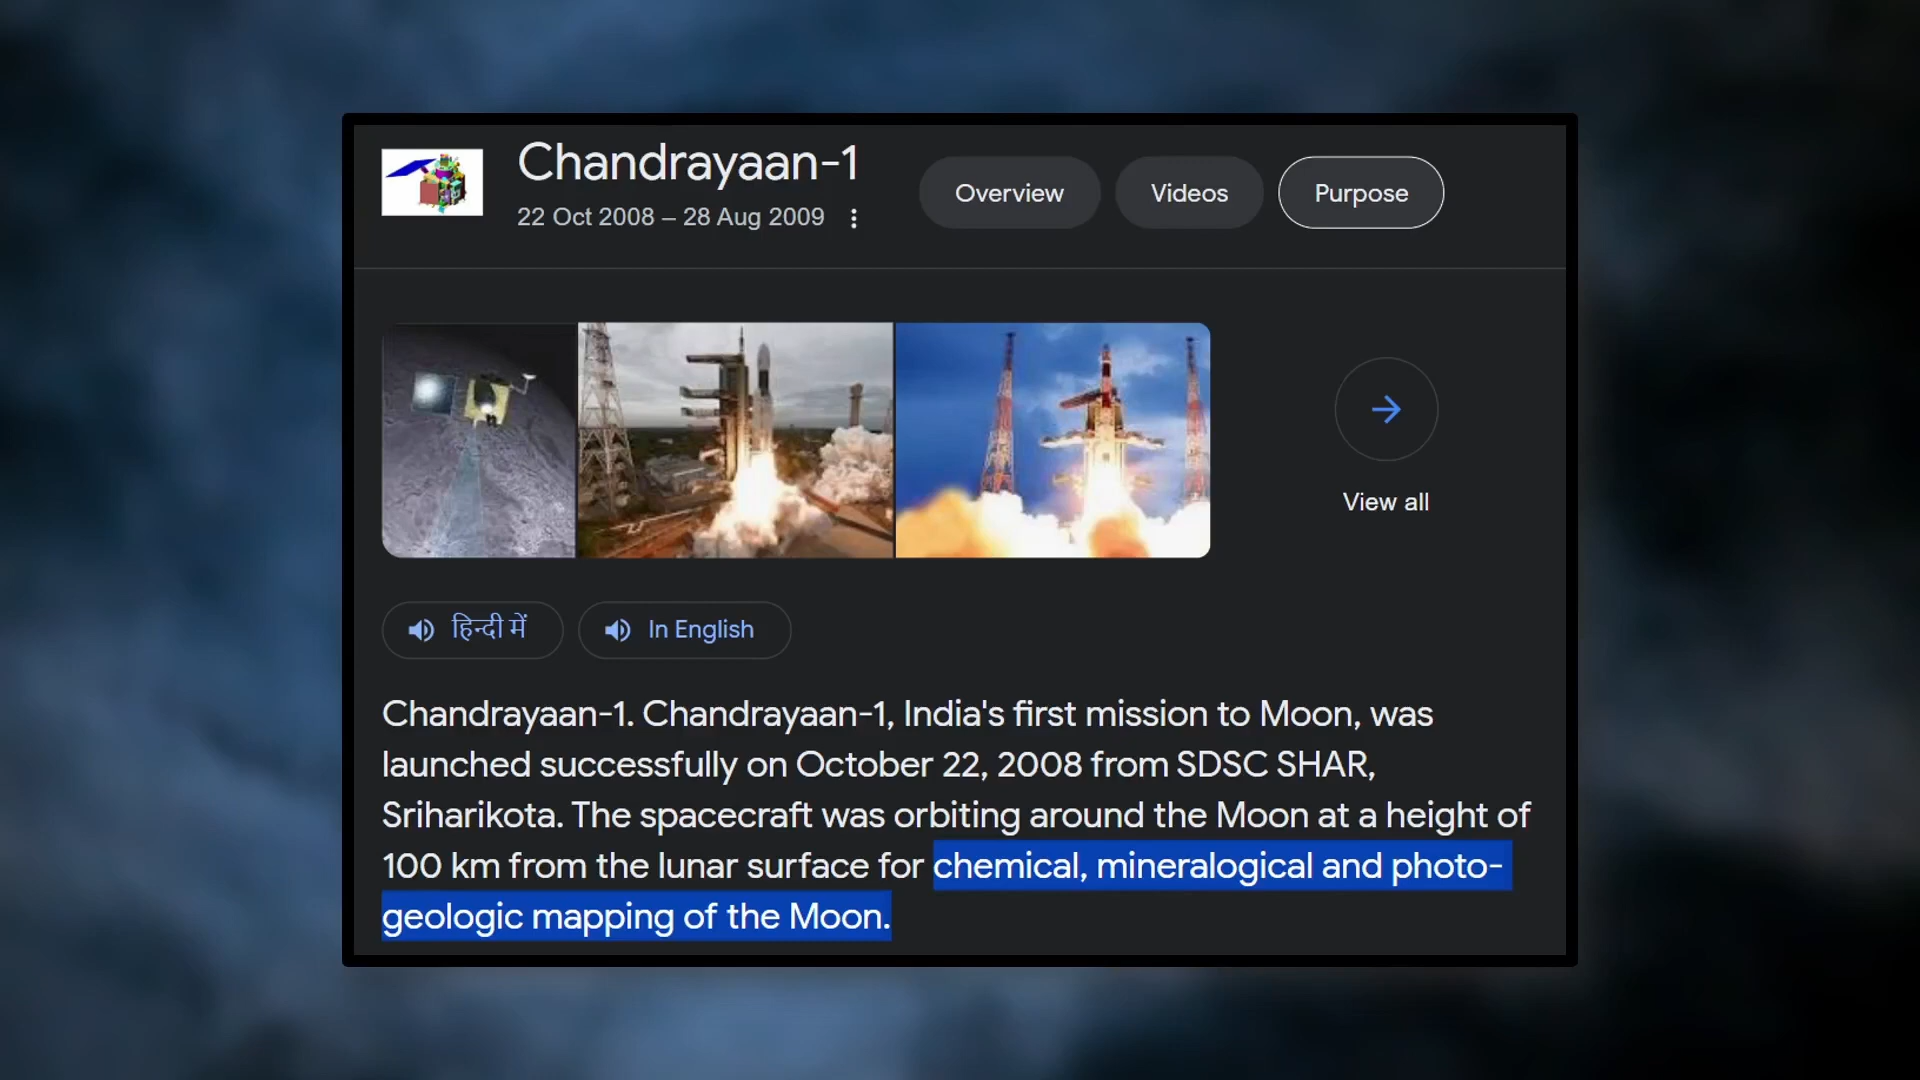 Chandrayaan-1
22 Oct 2008 – 28 Aug 2009
Overview
Videos
Purpose
View all
हिन्दी में
In English
Chandrayaan-1. Chandrayaan-1, India's first mission to Moon, was
launched successfully on October 22, 2008 from SDSC SHAR,
Sriharikota. The spacecraft was orbiting around the Moon at a height of
100 km from the lunar surface for chemical, mineralogical and photo-
geologic mapping of the Moon.